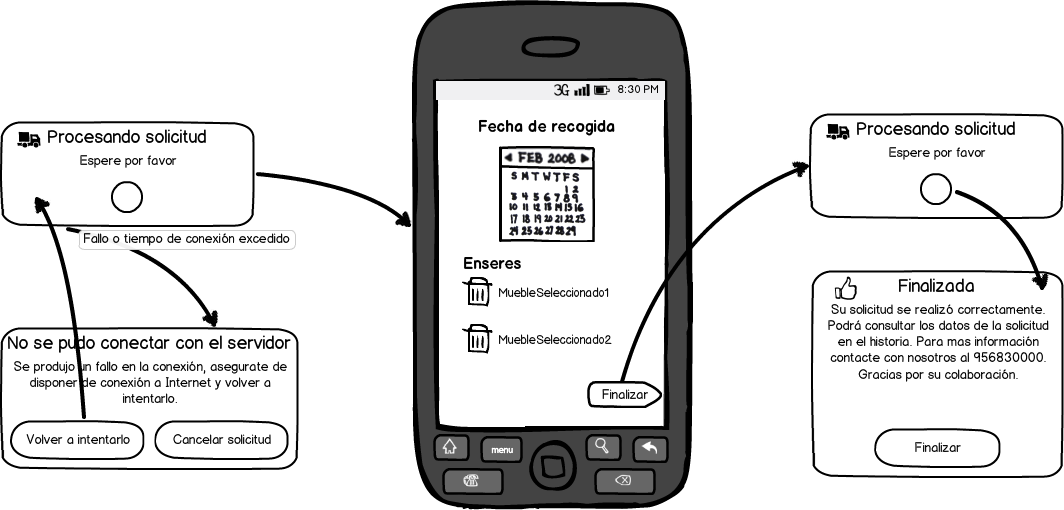 Procesando solicitud
Espere por favor
Fallo o tiempo de conexión excedido
No se pudo conectar con el servidor
Se produjo un fallo en la conexión, asegurate de
disponer de conexión a Internet y volver a
intentarlo.
Volver a intentarlo
Cancelar solicitud
3G 8:30 PM
Fecha de recogida
FEB 2008
S M T W T F S
1 2
3 4 5 6 7 8 9
10 11 12 13 14 15 16
17 18 19 20 21 22 23
24 25 26 27 28 29
Enseres
MuebleSeleccionado1
MuebleSeleccionado2
Finalizar
menu
Procesando solicitud
Espere por favor
Finalizada
Su solicitud se realizó correctamente.
Podrá consultar los datos de la solicitud
en el historia. Para mas información
contacte con nosotros al 956830000.
Gracias por su colaboración.
Finalizar